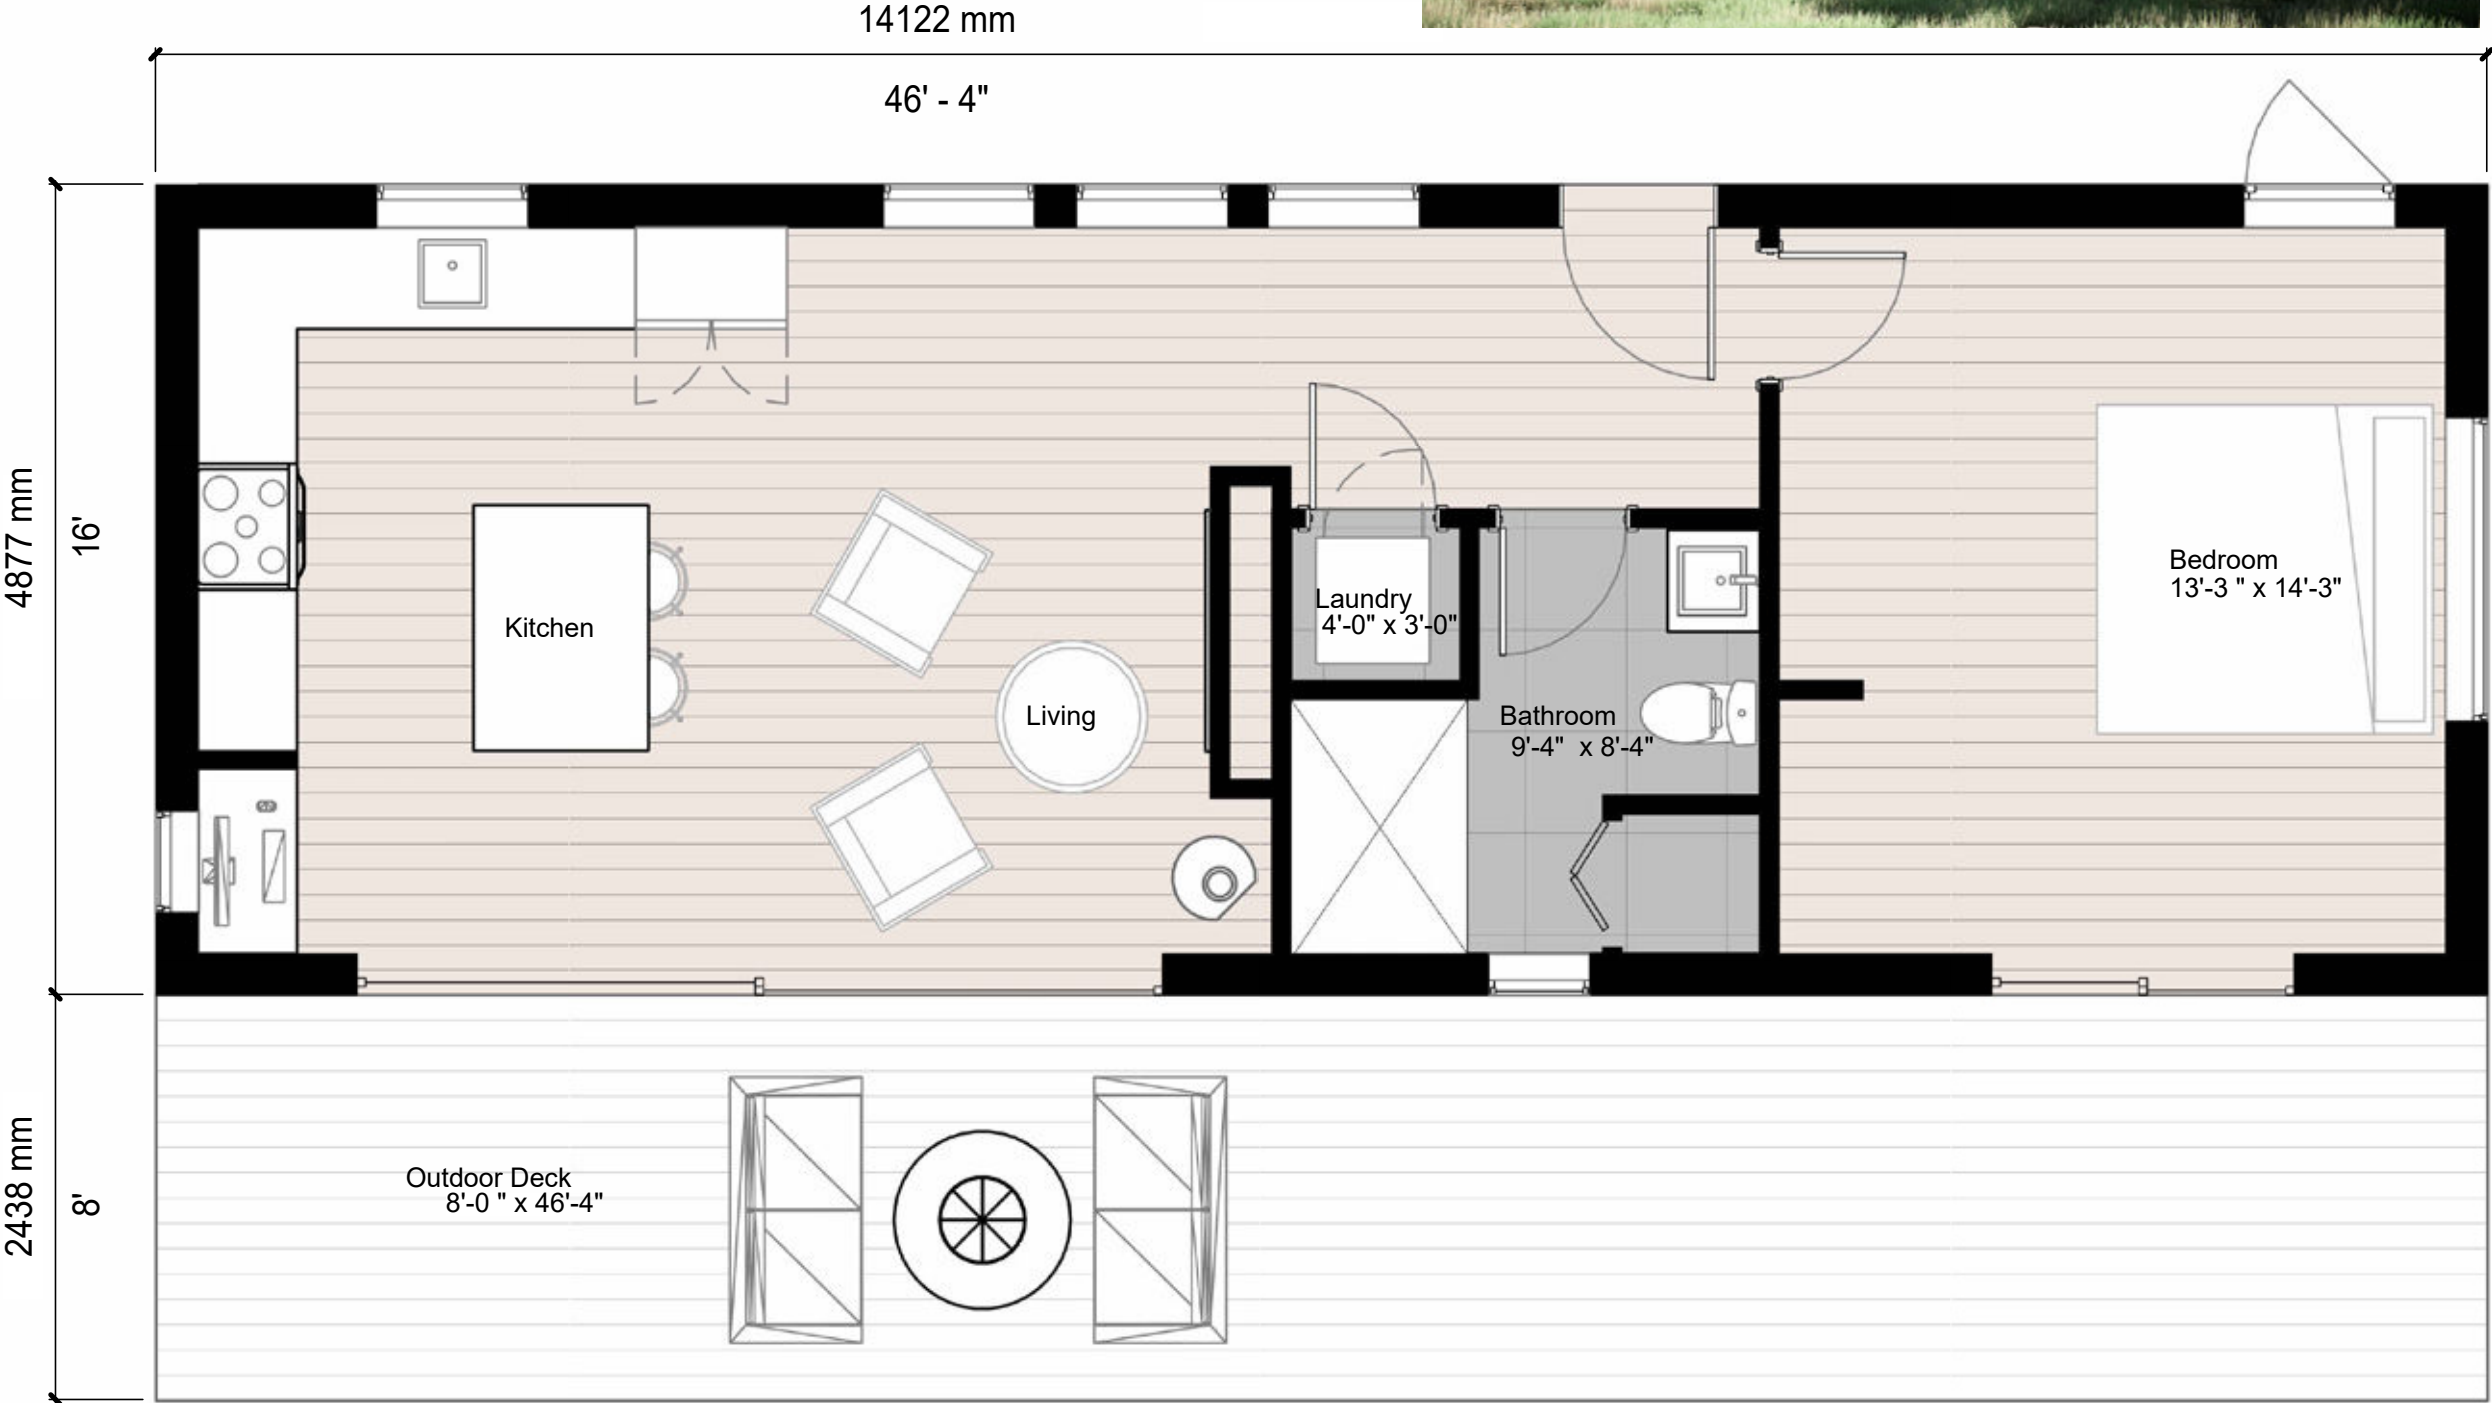 14122 mm
46' - 4"
4877 mm
16'
Kitchen
Living
Laundry
4'-0" x 3'-0"
Bathroom
9'-4" x 8'-4"
Bedroom
13'-3 " x 14'-3"
2438 mm
8'
Outdoor Deck
8'-0 " x 46'-4"